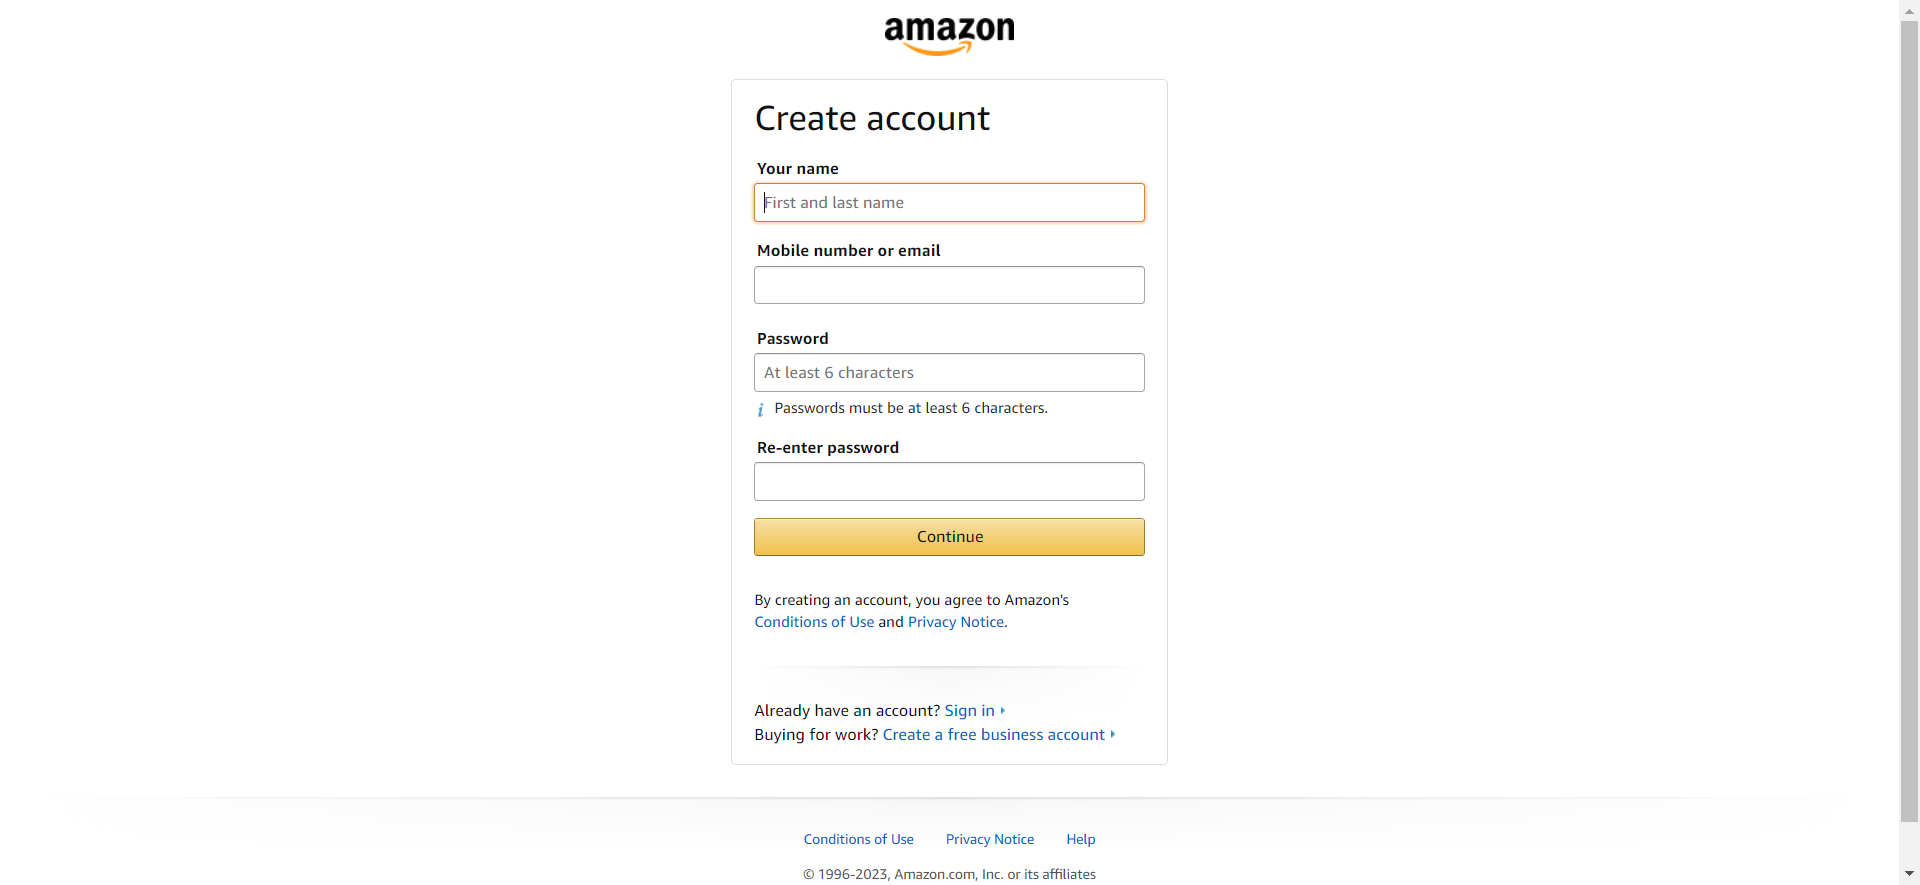 amazon
Create account
Your name
First and last name
Mobile number or email
Password
At least 6 characters
i Passwords must be at least 6 characters.
Re-enter password
Continue
By creating an account, you agree to Amazon's
Conditions of Use and Privacy Notice.
Already have an account? Sign in
Buying for work? Create a free business account
Conditions of Use Privacy Notice Help
© 1996-2023, Amazon.com, Inc. or its affiliates